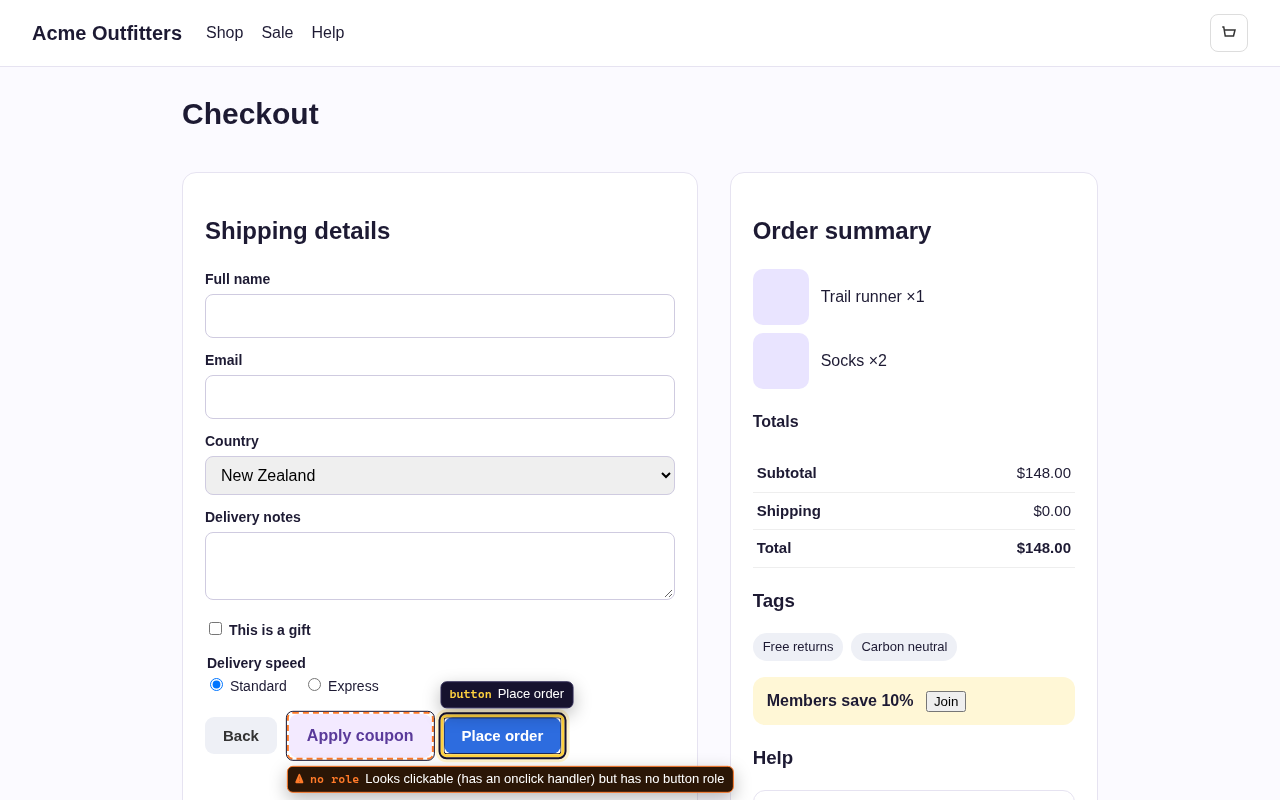 Acme Outfitters Shop Sale Help
Checkout
Shipping details
Full name
Email
Country
New Zealand
Delivery notes
This is a gift
Delivery speed
Standard Express
button Place order
Back Apply coupon Place order
no role Looks clickable (has an onclick handler) but has no button role
Order summary
Trail runner ×1
Socks ×2
Totals
Subtotal $148.00
Shipping $0.00
Total $148.00
Tags
Free returns Carbon neutral
Members save 10% Join
Help